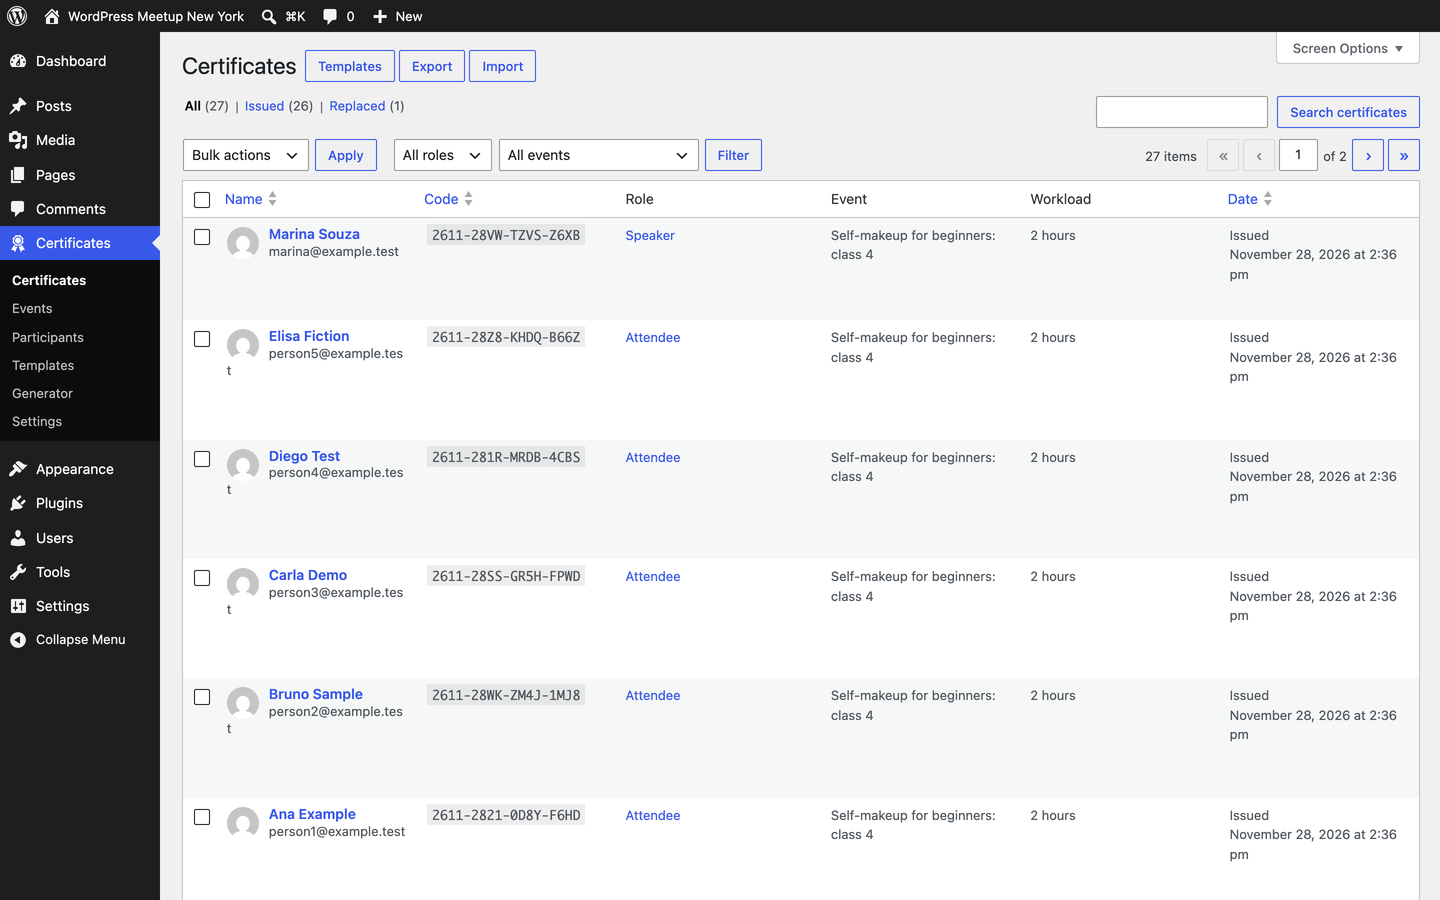 WordPress Meetup New York ⌘K 0 New
Dashboard
Posts
Media
Pages
Comments
Certificates
Certificates
Events
Participants
Templates
Generator
Settings
Appearance
Plugins
Users
Tools
Settings
Collapse Menu
Screen Options ▼
Certificates Templates Export Import
All (27) | Issued (26) | Replaced (1)
Search certificates
Bulk actions Apply All roles All events Filter 27 items « ‹ 1 of 2 › »
Name Code Role Event Workload Date
Marina Souza 2611-28VW-TZVS-Z6XB Speaker Self-makeup for beginners: 2 hours Issued
marina@example.test class 4 November 28, 2026 at 2:36
pm
Elisa Fiction 2611-28Z8-KHDQ-B66Z Attendee Self-makeup for beginners: 2 hours Issued
person5@example.tes class 4 November 28, 2026 at 2:36
t pm
Diego Test 2611-281R-MRDB-4CBS Attendee Self-makeup for beginners: 2 hours Issued
person4@example.tes class 4 November 28, 2026 at 2:36
t pm
Carla Demo 2611-28SS-GR5H-FPWD Attendee Self-makeup for beginners: 2 hours Issued
person3@example.tes class 4 November 28, 2026 at 2:36
t pm
Bruno Sample 2611-28WK-ZM4J-1MJ8 Attendee Self-makeup for beginners: 2 hours Issued
person2@example.tes class 4 November 28, 2026 at 2:36
t pm
Ana Example 2611-2821-0D8Y-F6HD Attendee Self-makeup for beginners: 2 hours Issued
person1@example.test class 4 November 28, 2026 at 2:36
pm